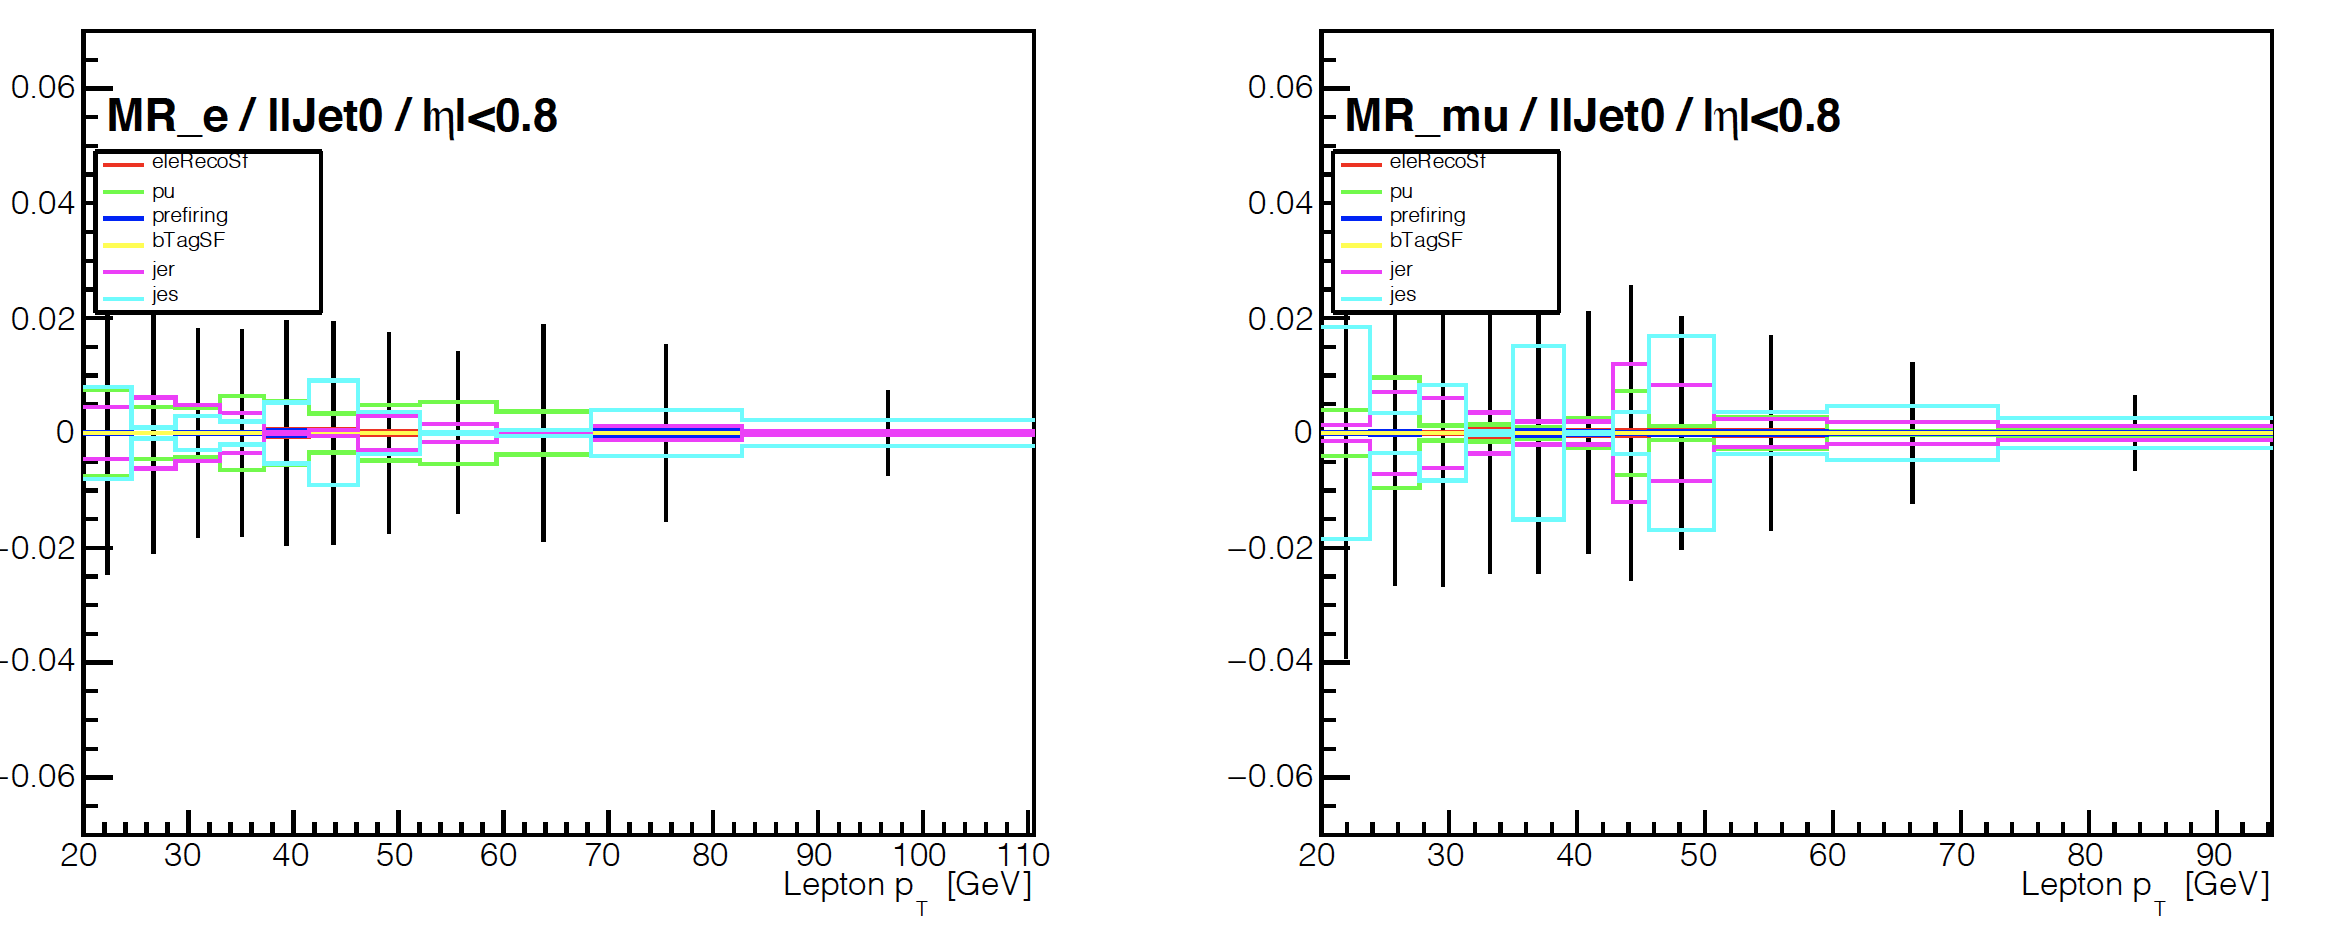 MR_e / llJet0 / |η|<0.8
eleRecoSf
pu
prefiring
bTagSF
jer
jes
0.06
0.04
0.02
0
−0.02
−0.04
−0.06
20 30 40 50 60 70 80 90 100 110
Lepton p_T [GeV]
MR_mu / llJet0 / |η|<0.8
eleRecoSf
pu
prefiring
bTagSF
jer
jes
0.06
0.04
0.02
0
−0.02
−0.04
−0.06
20 30 40 50 60 70 80 90
Lepton p_T [GeV]